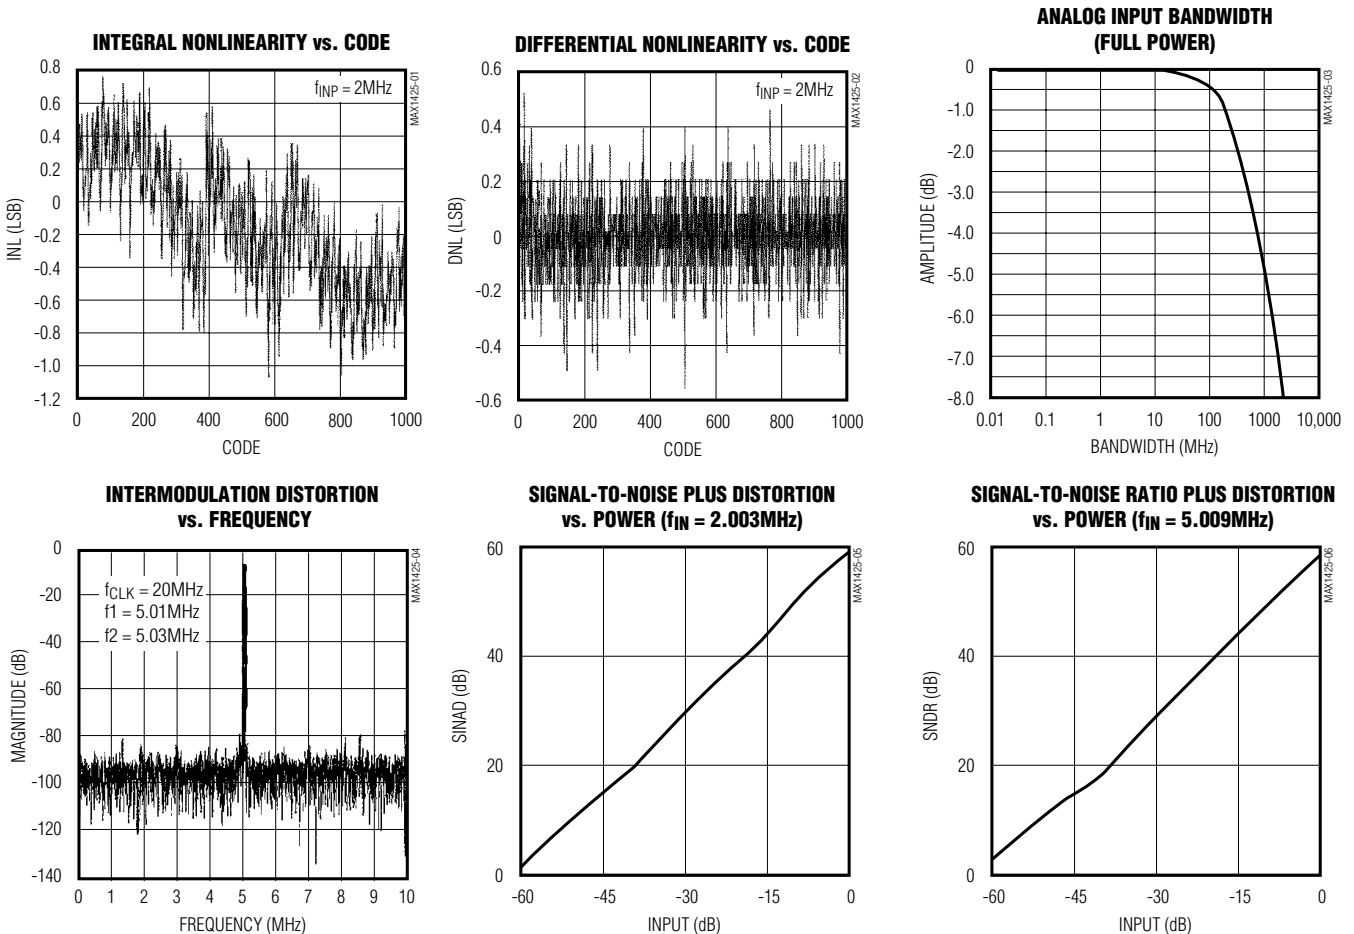 INTEGRAL NONLINEARITY vs. CODE
0.8
0.6
0.4
0.2
0
-0.2
-0.4
-0.6
-0.8
-1.0
-1.2
INL (LSB)
fINP = 2MHz
MAX1425-01
0 200 400 600 800 1000
CODE
DIFFERENTIAL NONLINEARITY vs. CODE
0.6
0.4
0.2
0
-0.2
-0.4
-0.6
DNL (LSB)
fINP = 2MHz
MAX1425-02
0 200 400 600 800 1000
CODE
ANALOG INPUT BANDWIDTH
(FULL POWER)
0
-1.0
-2.0
-3.0
-4.0
-5.0
-6.0
-7.0
-8.0
AMPLITUDE (dB)
MAX1425-03
0.01 0.1 1 10 100 1000 10,000
BANDWIDTH (MHz)
INTERMODULATION DISTORTION
vs. FREQUENCY
0
-20
-40
-60
-80
-100
-120
-140
MAGNITUDE (dB)
fCLK = 20MHz
f1 = 5.01MHz
f2 = 5.03MHz
MAX1425-04
0 1 2 3 4 5 6 7 8 9 10
FREQUENCY (MHz)
SIGNAL-TO-NOISE PLUS DISTORTION
vs. POWER (fIN = 2.003MHz)
60
40
20
0
SINAD (dB)
MAX1425-05
-60 -45 -30 -15 0
INPUT (dB)
SIGNAL-TO-NOISE RATIO PLUS DISTORTION
vs. POWER (fIN = 5.009MHz)
60
40
20
0
SNDR (dB)
MAX1425-06
-60 -45 -30 -15 0
INPUT (dB)